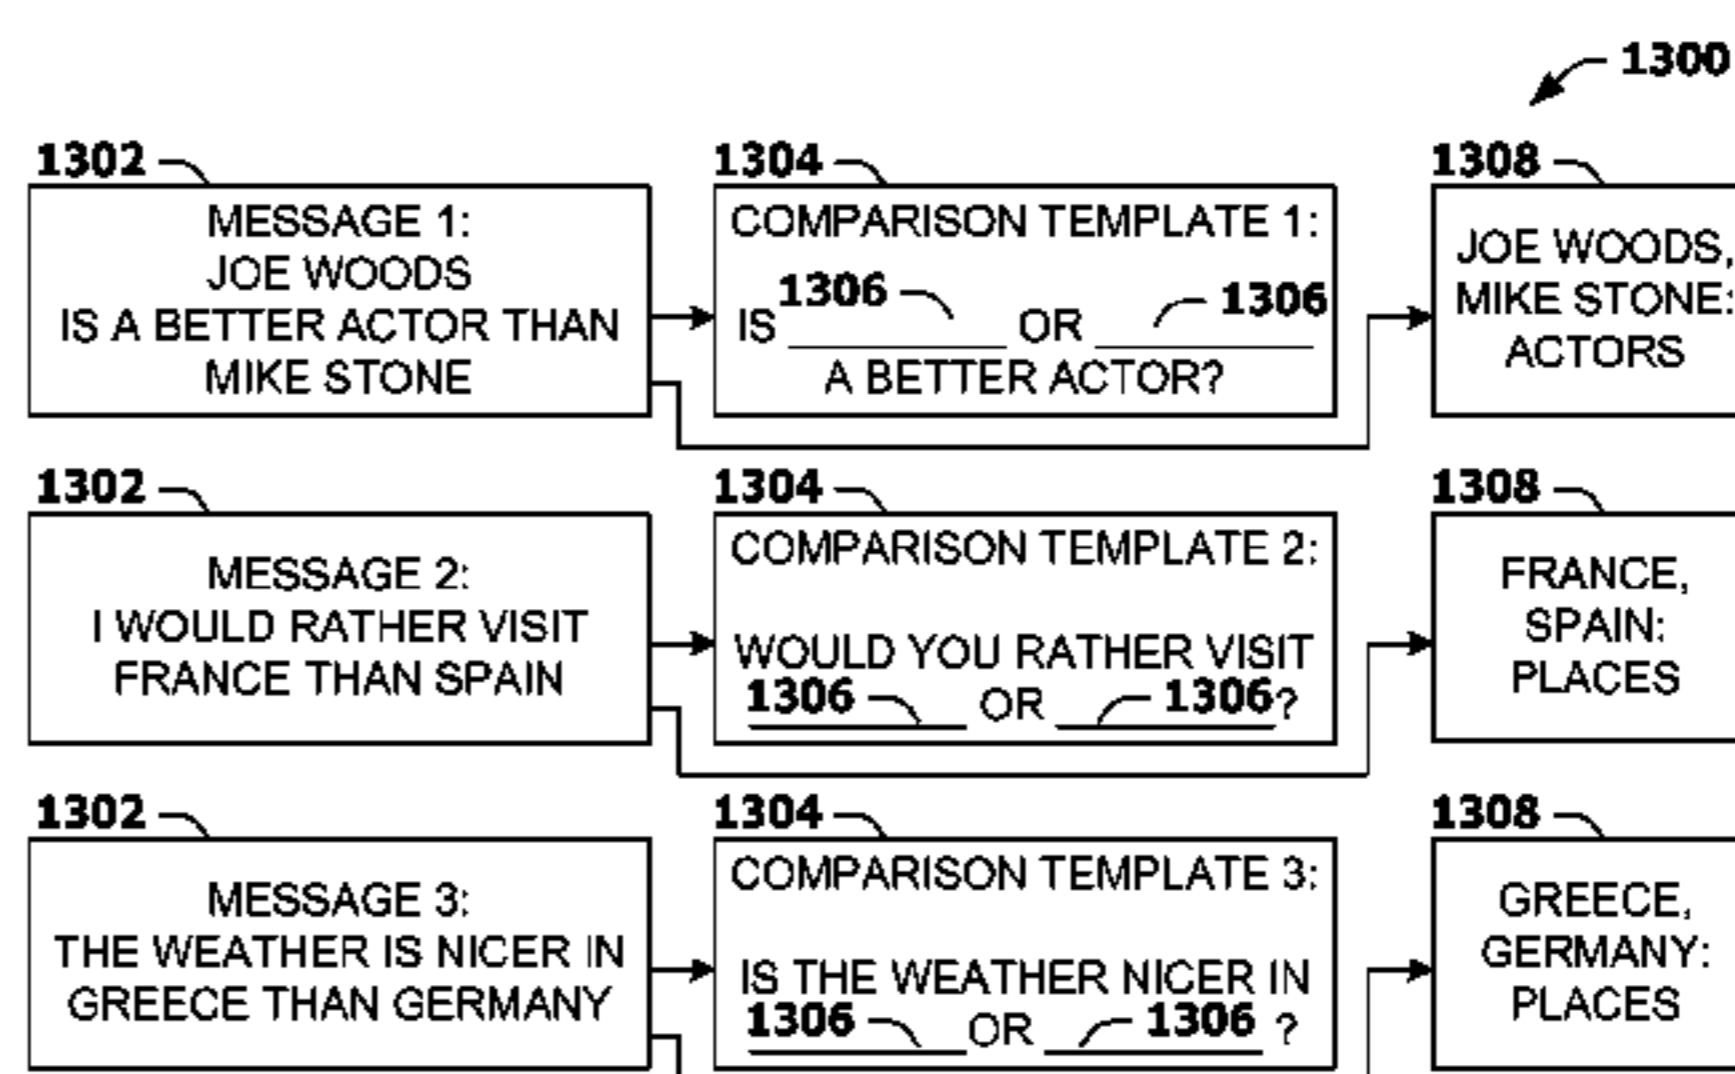 1300
1302
MESSAGE 1:
JOE WOODS
IS A BETTER ACTOR THAN
MIKE STONE
1304
COMPARISON TEMPLATE 1:
1306 1306
IS OR
A BETTER ACTOR?
1308
JOE WOODS,
MIKE STONE:
ACTORS
1302
MESSAGE 2:
I WOULD RATHER VISIT
FRANCE THAN SPAIN
1304
COMPARISON TEMPLATE 2:
WOULD YOU RATHER VISIT
1306 OR 1306 ?
1308
FRANCE,
SPAIN:
PLACES
1302
MESSAGE 3:
THE WEATHER IS NICER IN
GREECE THAN GERMANY
1304
COMPARISON TEMPLATE 3:
IS THE WEATHER NICER IN
1306 OR 1306 ?
1308
GREECE,
GERMANY:
PLACES